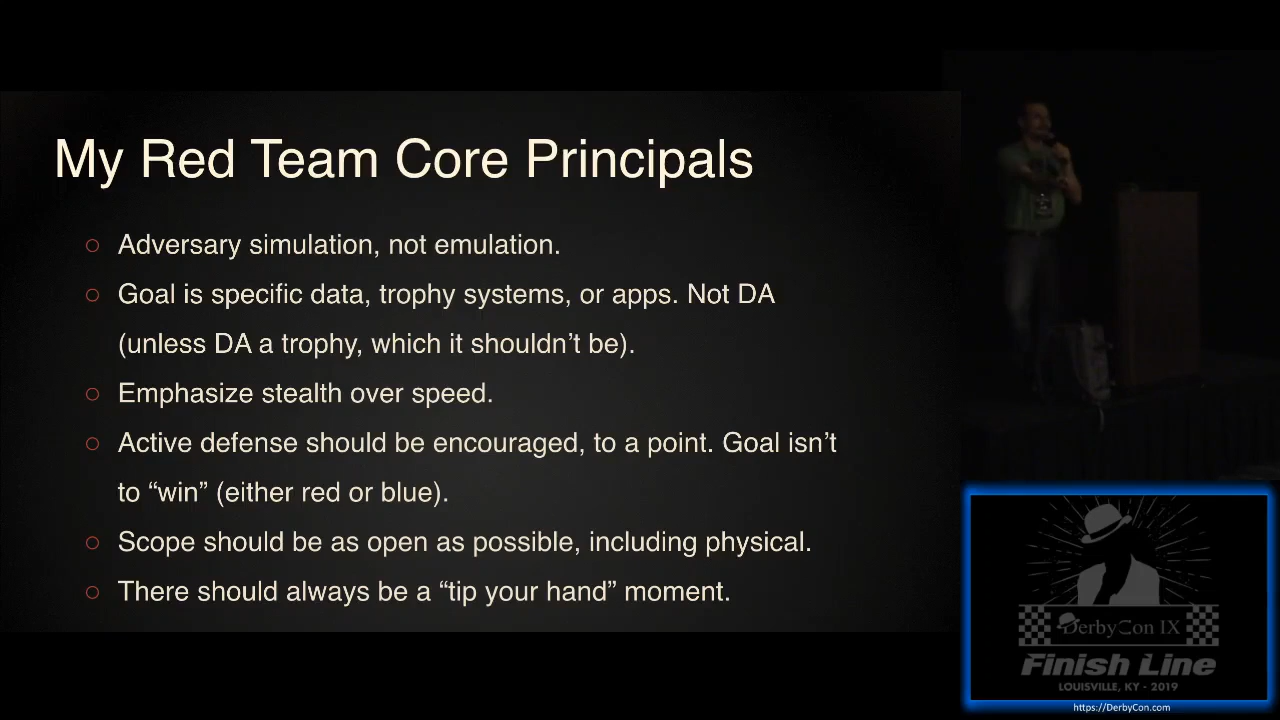 My Red Team Core Principals
Adversary simulation, not emulation.
Goal is specific data, trophy systems, or apps. Not DA
(unless DA a trophy, which it shouldn’t be).
Emphasize stealth over speed.
Active defense should be encouraged, to a point. Goal isn’t
to “win” (either red or blue).
Scope should be as open as possible, including physical.
There should always be a “tip your hand” moment.
DerbyCon IX
Finish Line
LOUISVILLE, KY - 2019
https://DerbyCon.com